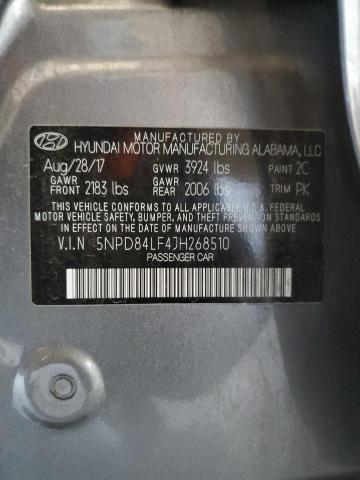 MANUFACTURED BY
HYUNDAI MOTOR MANUFACTURING ALABAMA, LLC
Aug/28/17 GVWR 3924 lbs PAINT 2C
GAWR FRONT 2183 lbs GAWR REAR 2006 lbs TRIM PK
THIS VEHICLE CONFORMS TO ALL APPLICABLE U.S.A. FEDERAL
MOTOR VEHICLE SAFETY, BUMPER, AND THEFT PREVENTION STANDARDS
IN EFFECT ON THE DATE OF MANUFACTURE SHOWN ABOVE.
V.I.N 5NPD84LF4JH268510
PASSENGER CAR